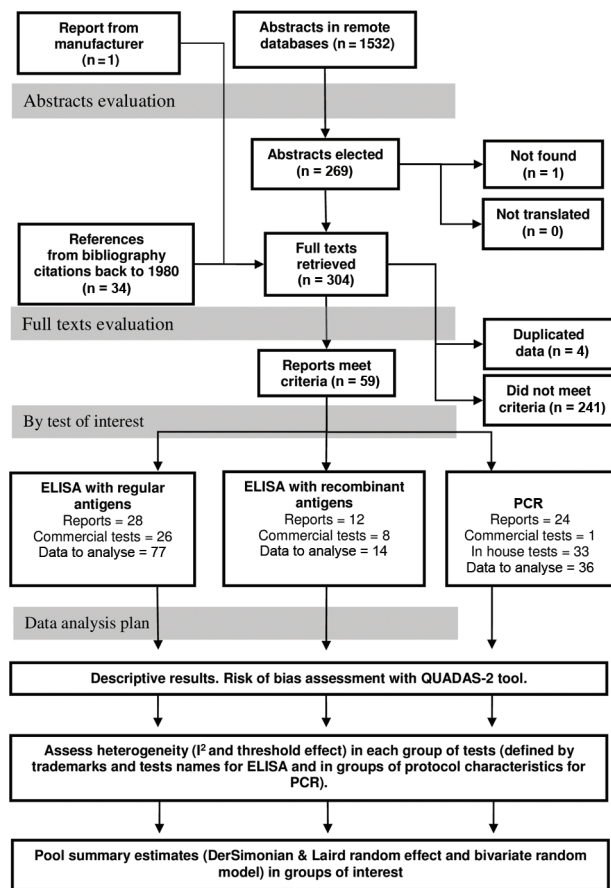 Report from
manufacturer
(n=1)
Abstracts in remote
databases (n=1532)
Abstracts evaluation
Abstracts elected
(n = 269)
Not found
(n = 1)
Not translated
(n = 0)
References
from bibliography
citations back to 1980
(n = 34)
Full texts
retrieved
(n = 304)
Full texts evaluation
Duplicated
data (n = 4)
Reports meet
criteria (n = 59)
Did not meet
criteria (n = 241)
By test of interest
ELISA with regular
antigens
Reports = 28
Commercial tests = 26
Data to analyse = 77
ELISA with recombinant
antigens
Reports = 12
Commercial tests = 8
Data to analyse = 14
PCR
Reports = 24
Commercial tests = 1
In house tests = 33
Data to analyse = 36
Data analysis plan
Descriptive results. Risk of bias assessment with QUADAS-2 tool.
Assess heterogeneity (I² and threshold effect) in each group of tests (defined by
trademarks and tests names for ELISA and in groups of protocol characteristics for
PCR).
Pool summary estimates (DerSimonian & Laird random effect and bivariate random
model) in groups of interest